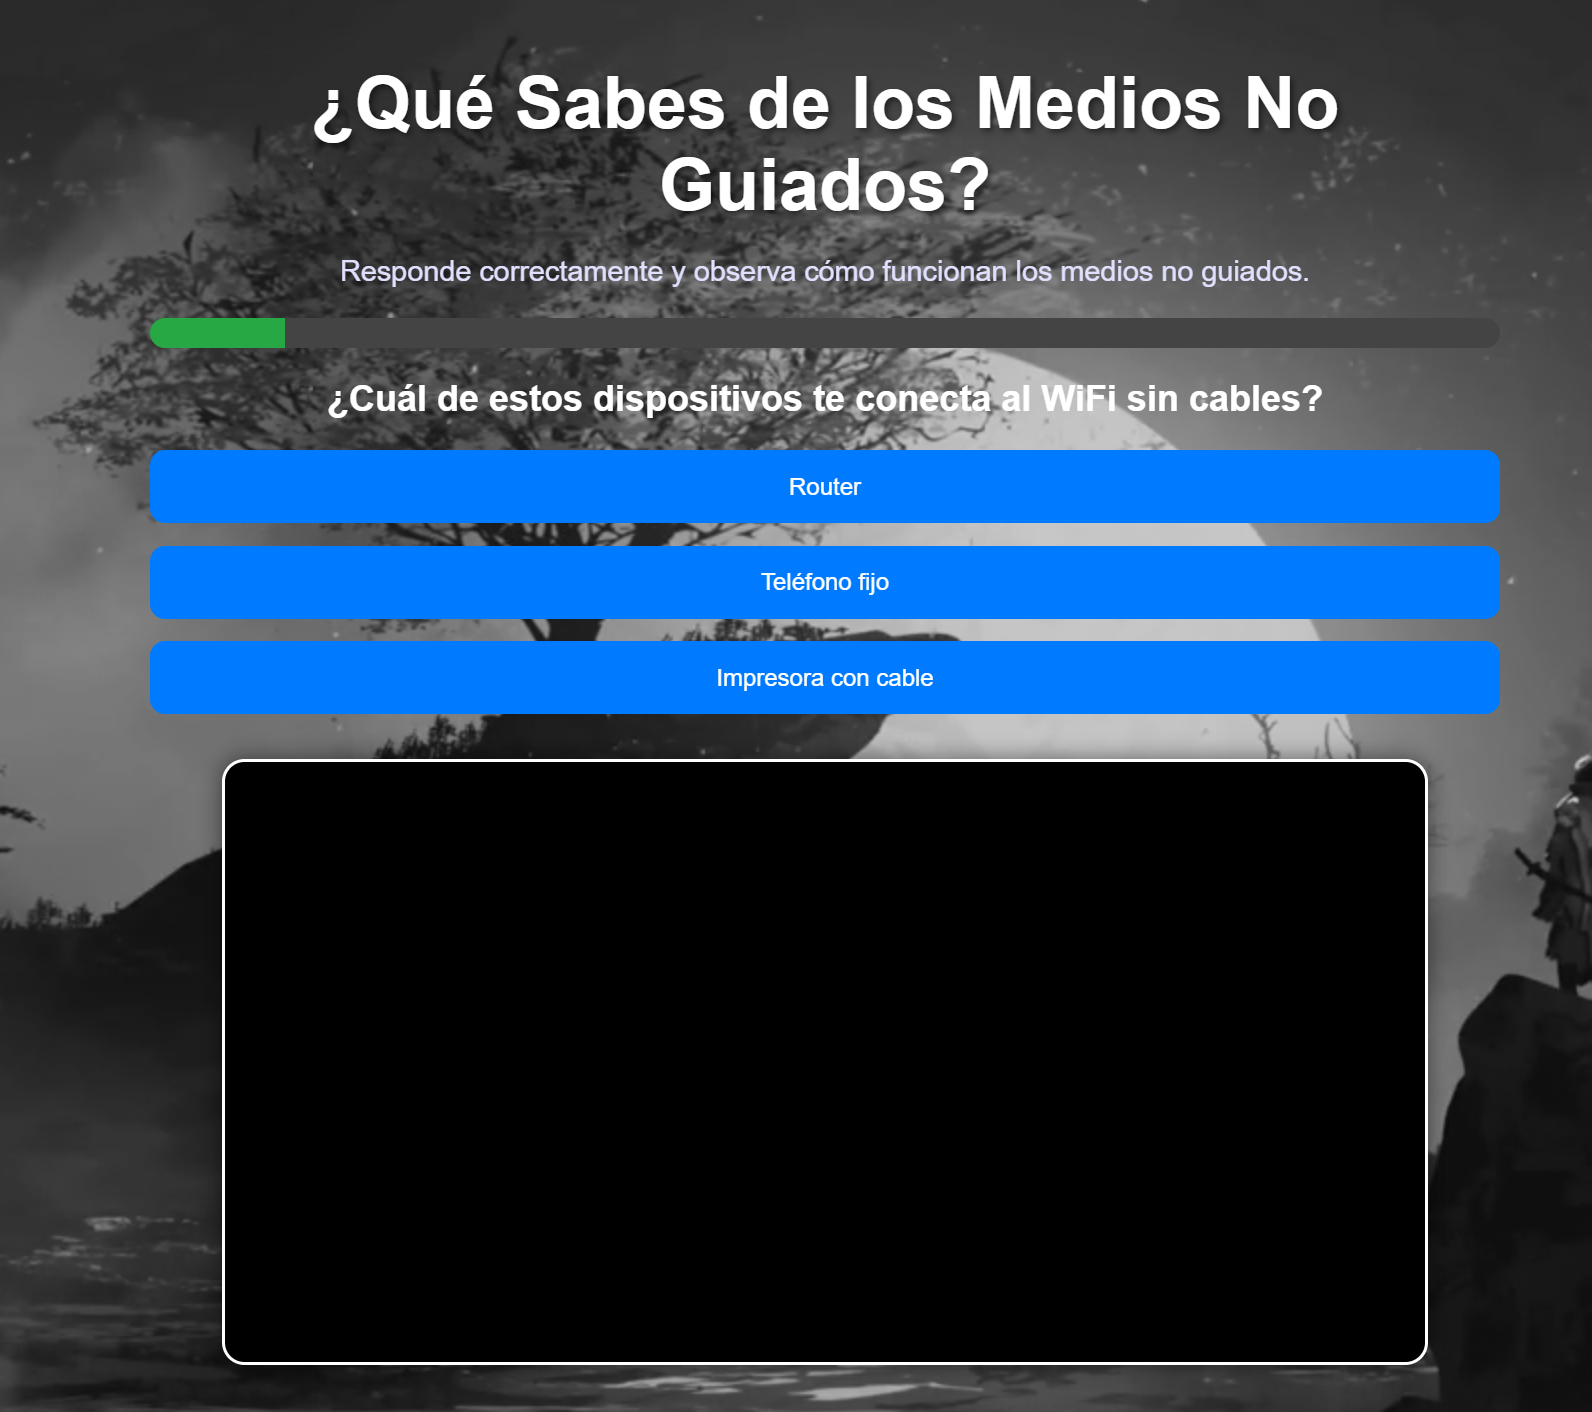 ¿Qué Sabes de los Medios No
Guiados?
Responde correctamente y observa cómo funcionan los medios no guiados.
¿Cuál de estos dispositivos te conecta al WiFi sin cables?
Router
Teléfono fijo
Impresora con cable